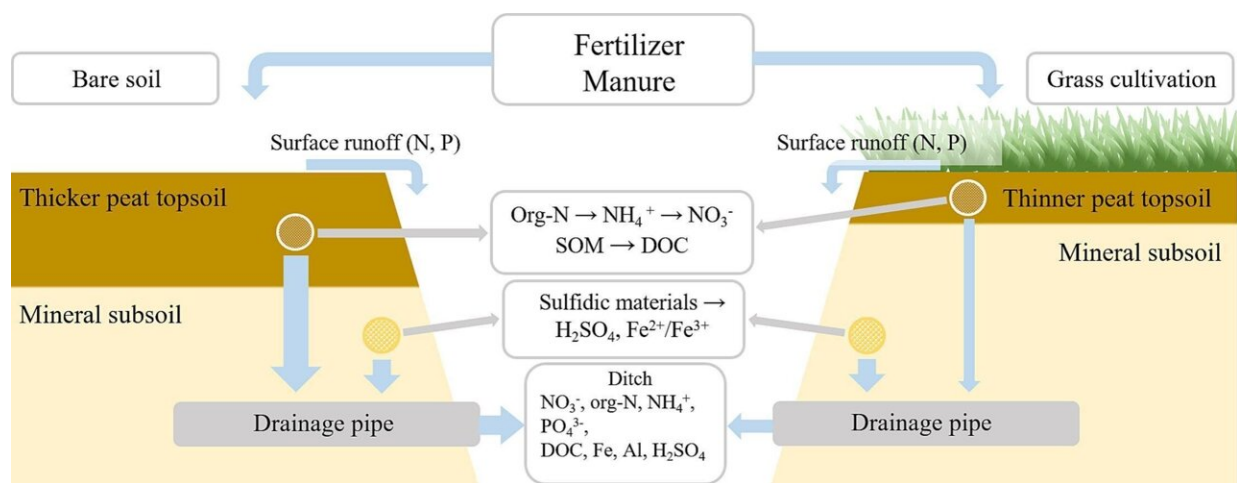 Fertilizer
Manure
Bare soil
Grass cultivation
Surface runoff (N, P)
Surface runoff (N, P)
Thicker peat topsoil
Thinner peat topsoil
Org-N → NH₄⁺ → NO₃⁻
SOM → DOC
Mineral subsoil
Mineral subsoil
Sulfidic materials →
H₂SO₄, Fe²⁺/Fe³⁺
Ditch
NO₃⁻, org-N, NH₄⁺,
PO₄³⁻,
DOC, Fe, Al, H₂SO₄
Drainage pipe
Drainage pipe